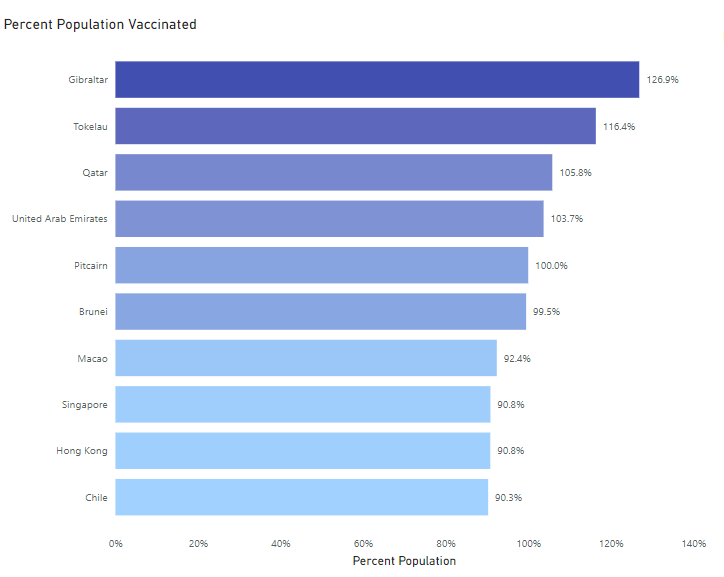 Percent Population Vaccinated
Gibraltar 126.9%
Tokelau 116.4%
Qatar 105.8%
United Arab Emirates 103.7%
Pitcairn 100.0%
Brunei 99.5%
Macao 92.4%
Singapore 90.8%
Hong Kong 90.8%
Chile 90.3%
0% 20% 40% 60% 80% 100% 120% 140%
Percent Population